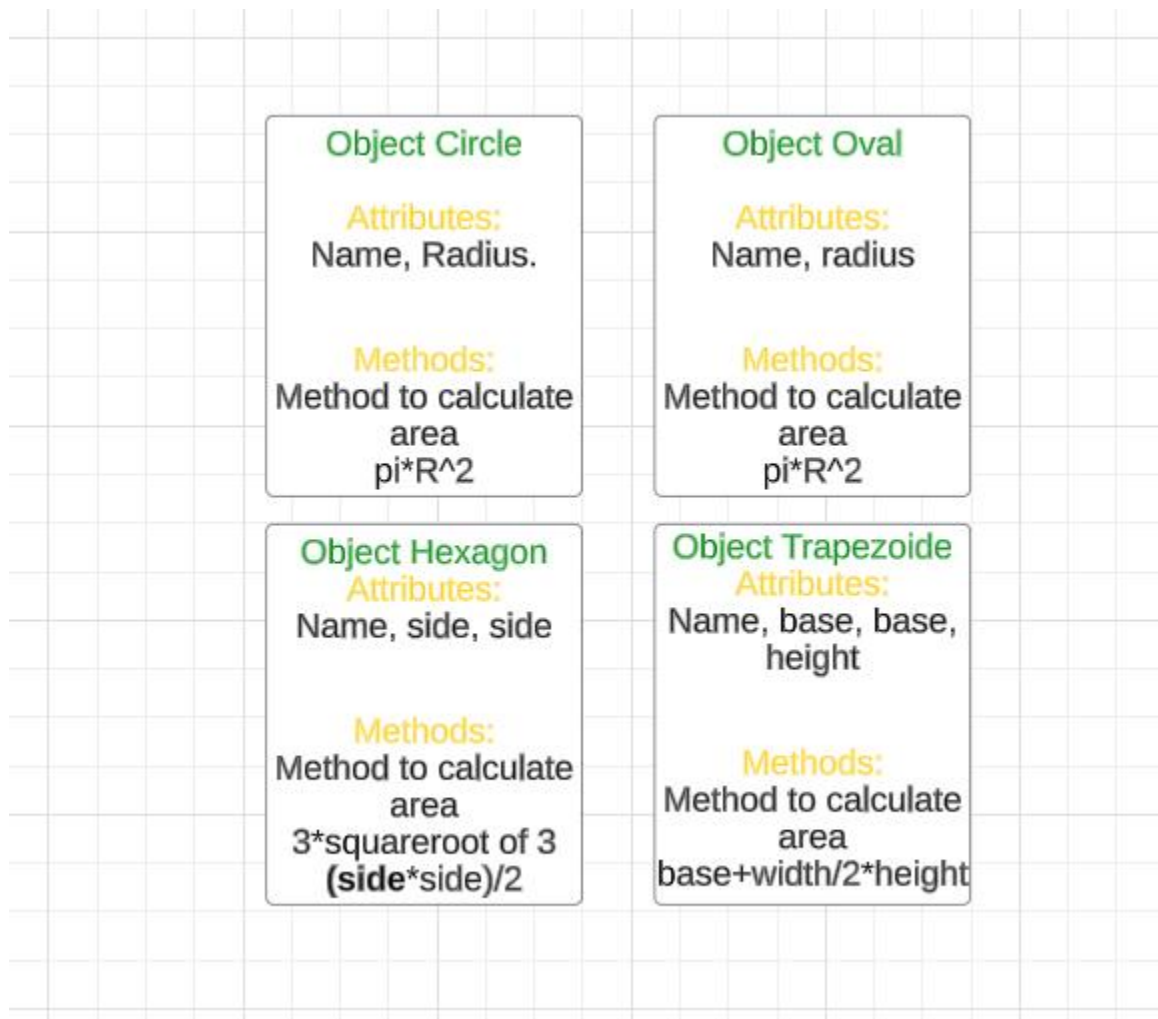 Object Circle
Attributes:
Name, Radius.
Methods:
Method to calculate
area
pi*R^2
Object Oval
Attributes:
Name, radius
Methods:
Method to calculate
area
pi*R^2
Object Hexagon
Attributes:
Name, side, side
Methods:
Method to calculate
area
3*squareroot of 3
(side*side)/2
Object Trapezoide
Attributes:
Name, base, base,
height
Methods:
Method to calculate
area
base+width/2*height